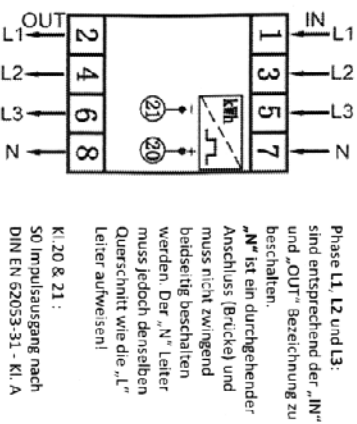 OUT IN
L1 2 1 L1
L2 4 3 L2
L3 6 5 L3
N 8 7 N
kWh
21 -
20 +
Phase L1, L2 und L3:
sind entsprechend der „IN"
und „OUT" Bezeichnung zu
beschalten.
„N" ist ein durchgehender
Anschluss (Brücke) und
muss nicht zwingend
beidseitig beschalten
werden. Der „N" Leiter
muss jedoch denselben
Querschnitt wie die „L"
Leiter aufweisen!
Kl.20 & 21 :
S0 Impulsausgang nach
DIN EN 62053-31 - Kl. A